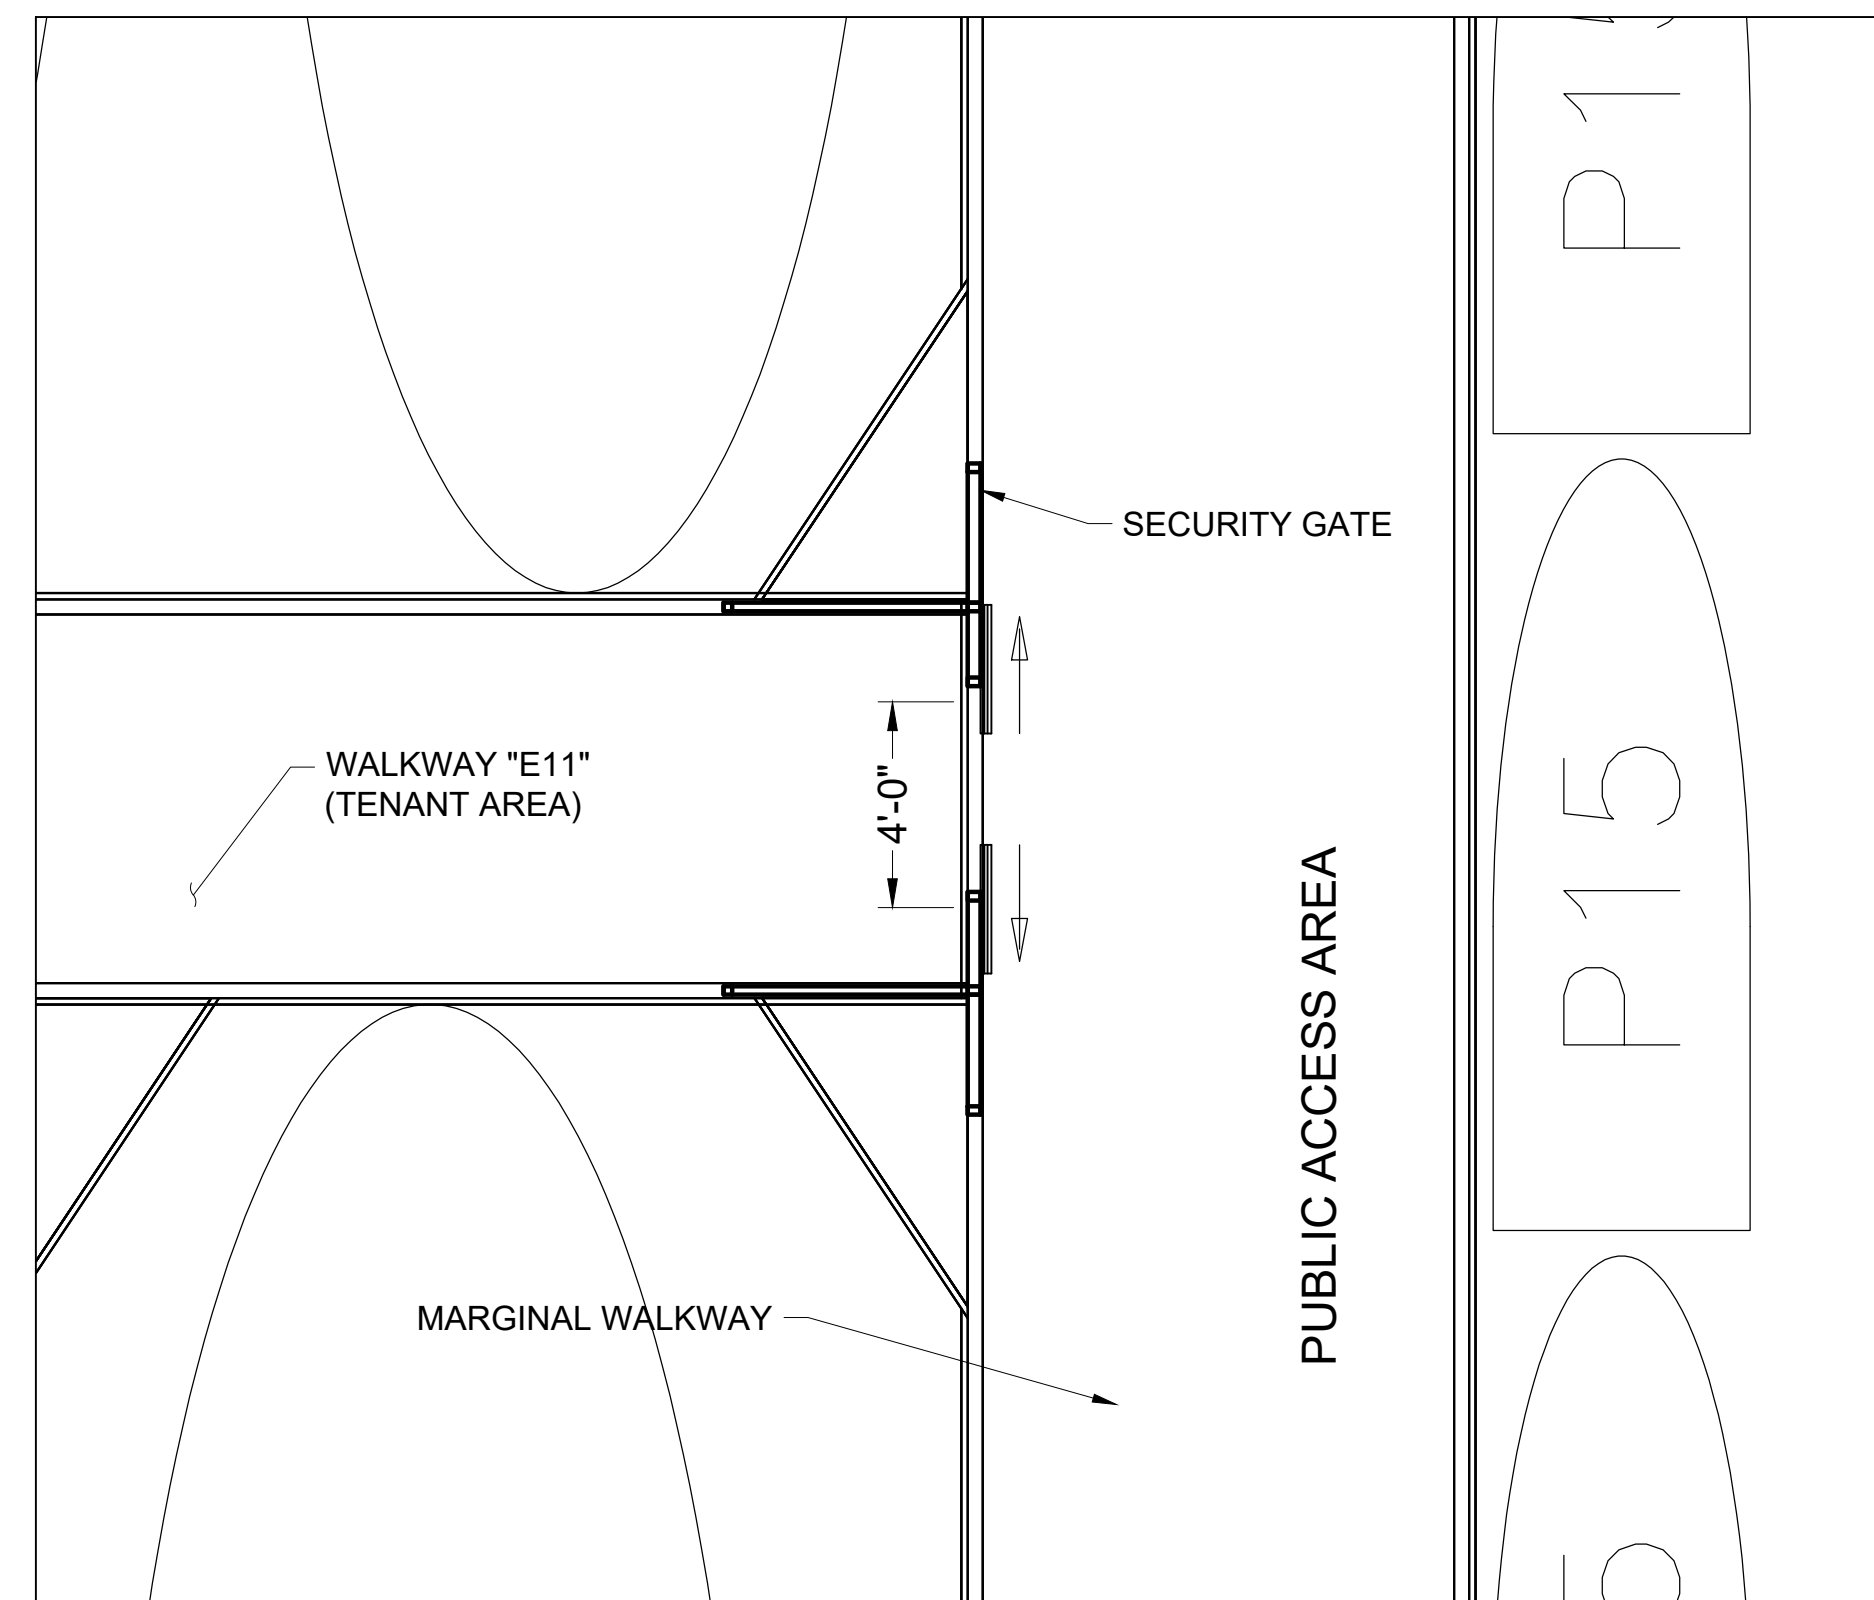 SECURITY GATE
WALKWAY "E11"
(TENANT AREA)
4'-0"
PUBLIC ACCESS AREA
P15
MARGINAL WALKWAY